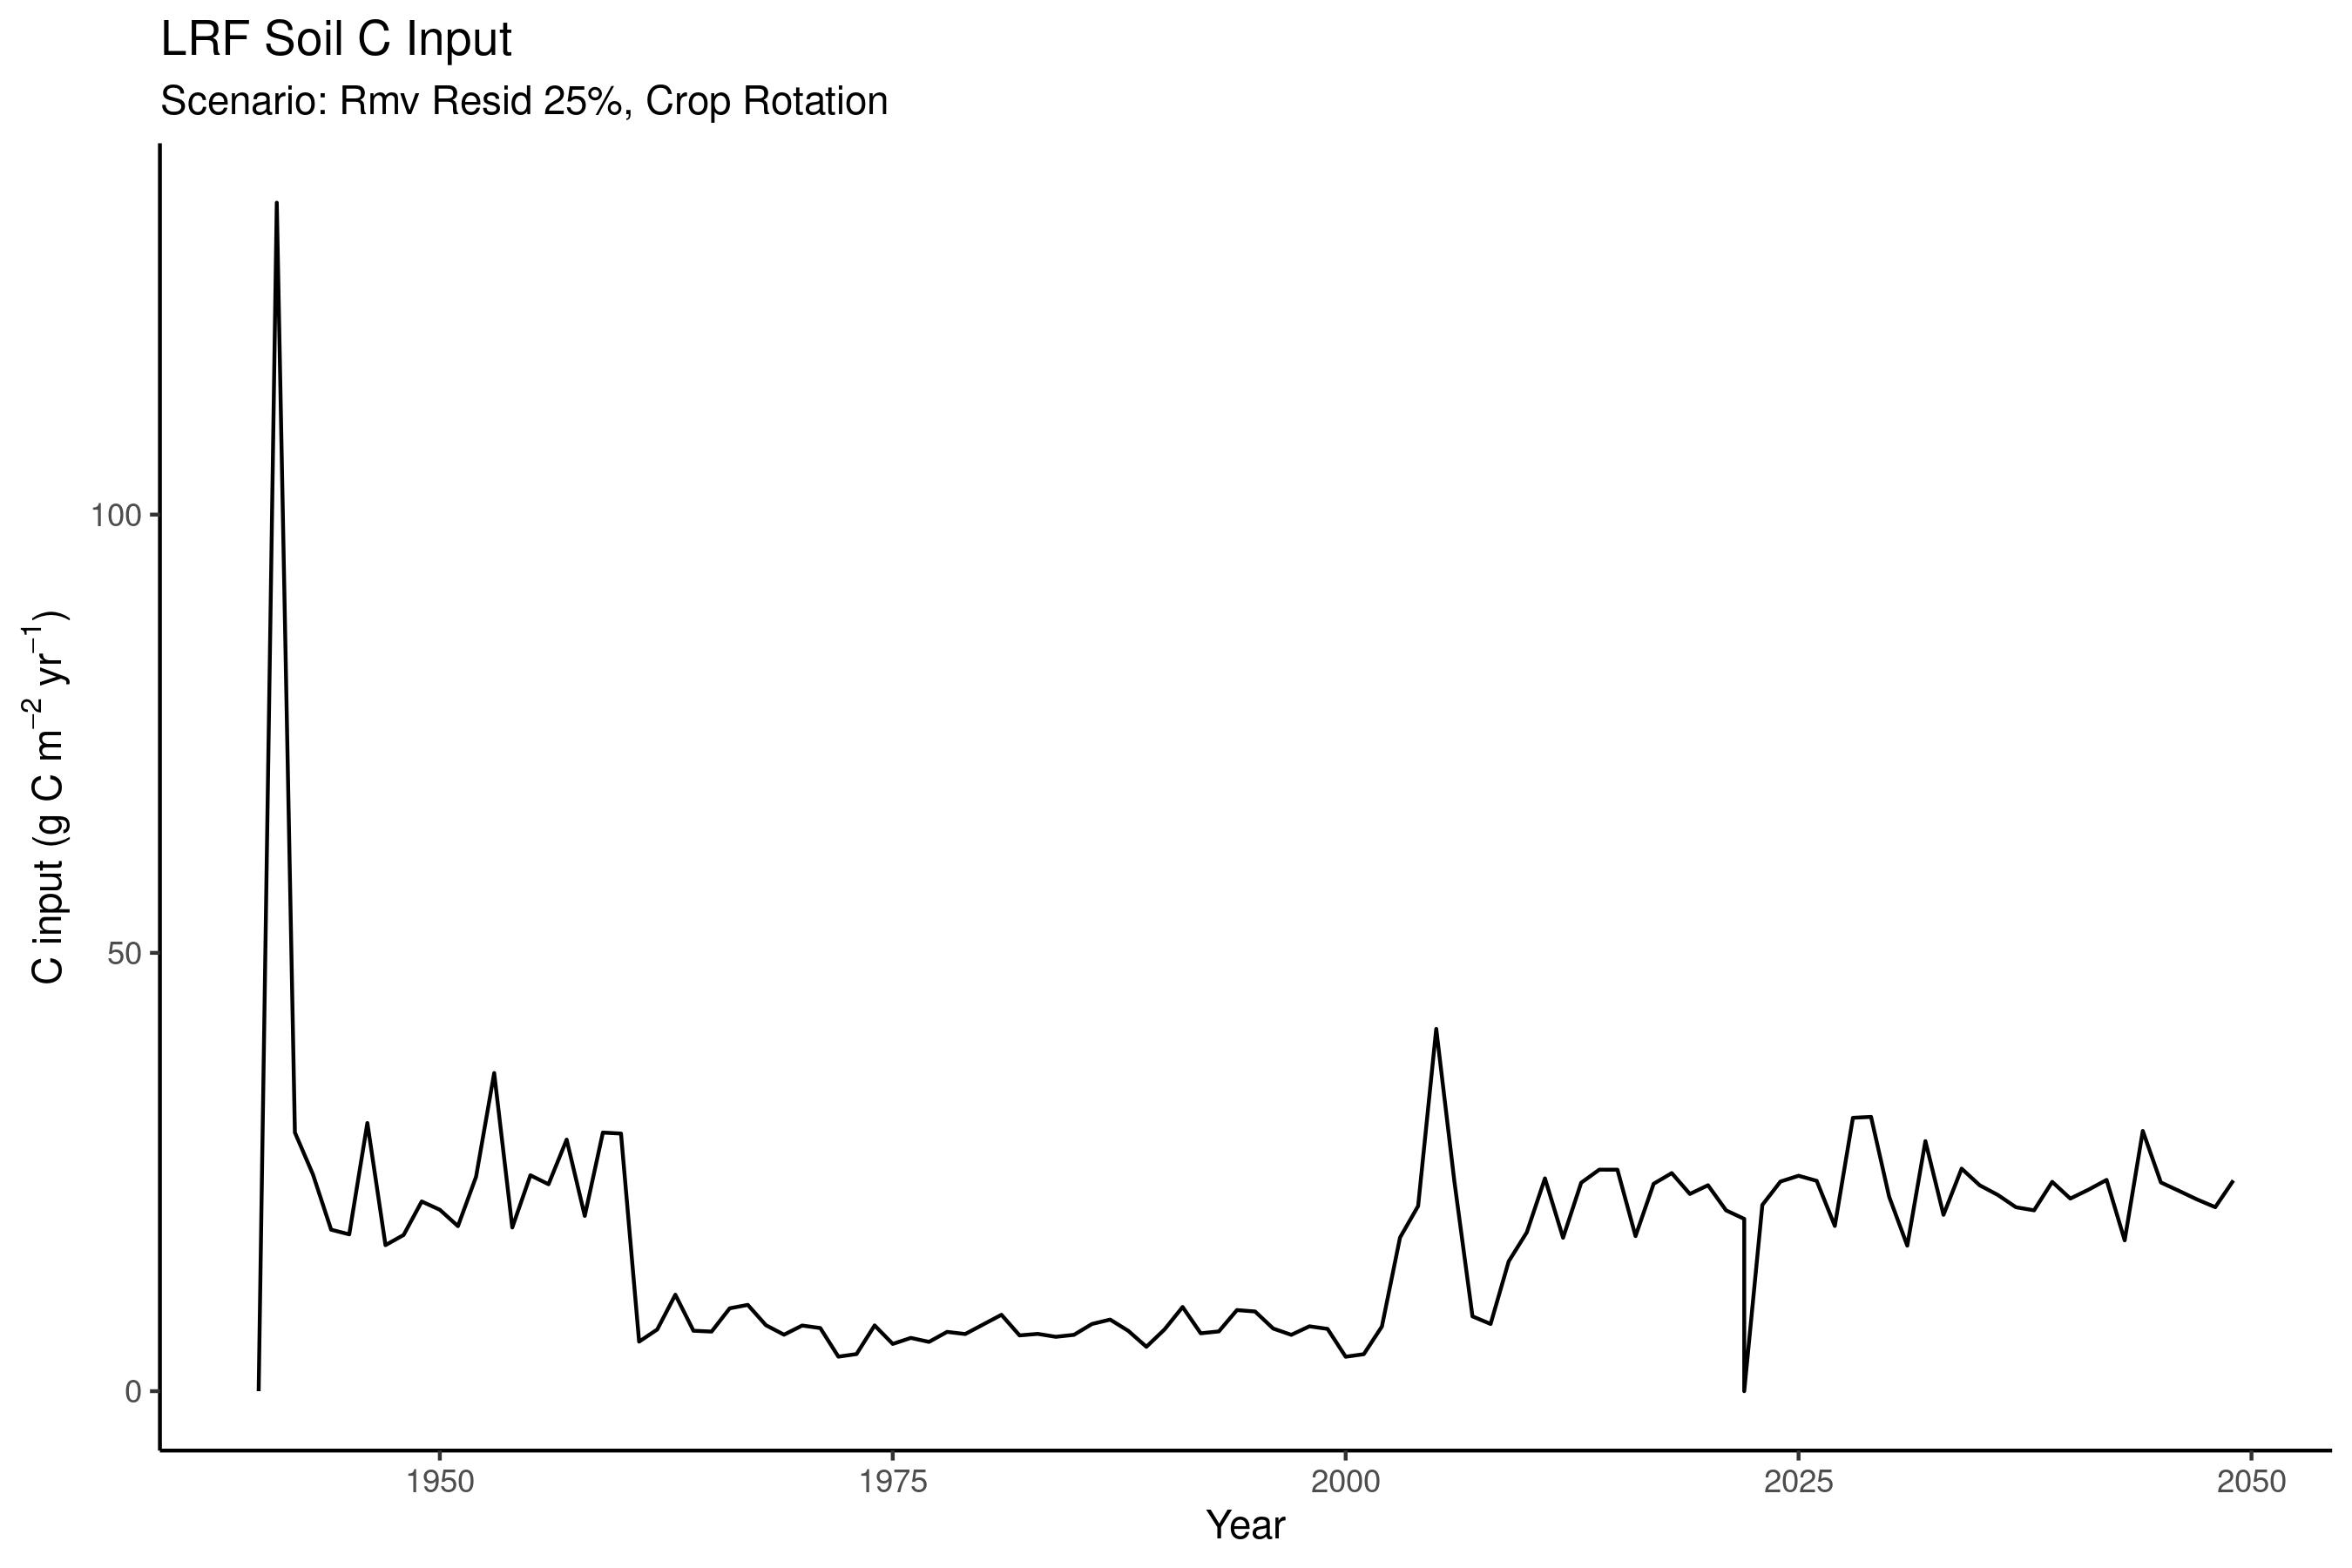 LRF Soil C Input
Scenario: Rmv Resid 25%, Crop Rotation
C input (g C m⁻² yr⁻¹)
100
50
0
1950 1975 2000 2025 2050
Year